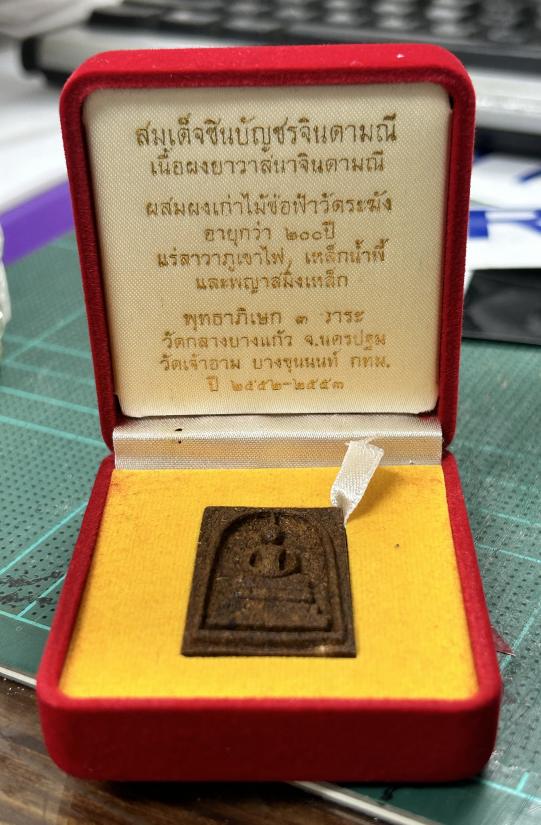 สมเด็จชินบัญชรจินดามณี
เนื้อผงยาวาสนาจินดามณี
ผสมผงเก่าไม้ช่อฟ้าวัดระฆัง
อายุกว่า ๒๐๐ปี
แร่ลาวาภูเขาไฟ, เหล็กน้ำพี้
และพญาสมิงเหล็ก
พุทธาภิเษก ๓ วาระ
วัดกลางบางแก้ว จ.นครปฐม
วัดเจ้าอาม บางขุนนนท์ กทม.
ปี ๒๕๕๒-๒๕๕๓